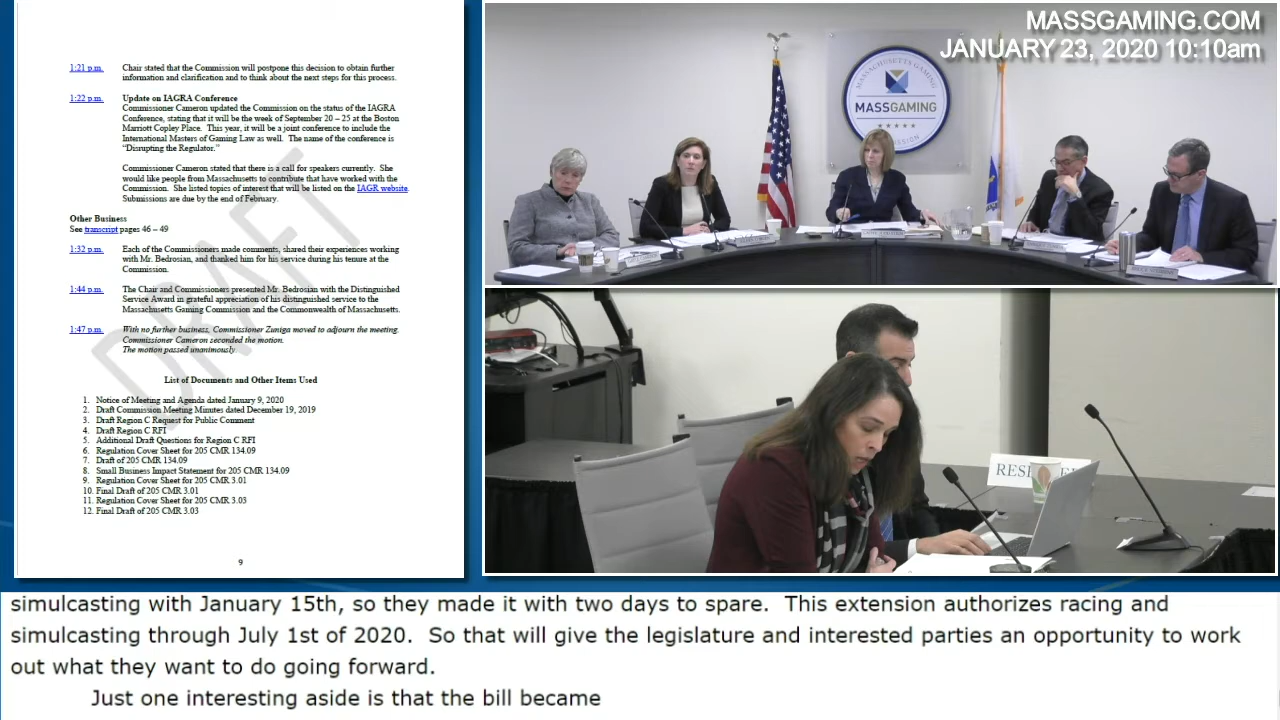 1:21 p.m. Chair stated that the Commission will postpone this decision to obtain further
information and clarification and to think about the next steps for this process.
1:22 p.m. Update on IAGRA Conference
Commissioner Cameron updated the Commission on the status of the IAGRA
Conference, stating that it will be the week of September 20 – 25 at the Boston
Marriott Copley Place. This year, it will be a joint conference to include the
International Masters of Gaming Law as well. The name of the conference is
“Disrupting the Regulator.”
Commissioner Cameron stated that there is a call for speakers currently. She
would like people from Massachusetts to contribute that have worked with the
Commission. She listed topics of interest that will be listed on the IAGR website.
Submissions are due by the end of February.
Other Business
See transcript pages 46 – 49
1:32 p.m. Each of the Commissioners made comments, shared their experiences working
with Mr. Bedrosian, and thanked him for his service during his tenure at the
Commission.
1:44 p.m. The Chair and Commissioners presented Mr. Bedrosian with the Distinguished
Service Award in grateful appreciation of his distinguished service to the
Massachusetts Gaming Commission and the Commonwealth of Massachusetts.
1:47 p.m. With no further business, Commissioner Zuniga moved to adjourn the meeting.
Commissioner Cameron seconded the motion.
The motion passed unanimously
List of Documents and Other Items Used
1. Notice of Meeting and Agenda dated January 9, 2020
2. Draft Commission Meeting Minutes dated December 19, 2019
3. Draft Region C Request for Public Comment
4. Draft Region C RFI
5. Additional Draft Questions for Region C RFI
6. Regulation Cover Sheet for 205 CMR 134.09
7. Draft of 205 CMR 134.09
8. Small Business Impact Statement for 205 CMR 134.09
9. Regulation Cover Sheet for 205 CMR 3.01
10. Final Draft of 205 CMR 3.01
11. Regulation Cover Sheet for 205 CMR 3.03
12. Final Draft of 205 CMR 3.03
9
DRAFT
MASSGAMING.COM
JANUARY 23, 2020 10:10am
MASSACHUSETTS GAMING
MASSGAMING
simulcasting with January 15th, so they made it with two days to spare. This extension authorizes racing and
simulcasting through July 1st of 2020. So that will give the legislature and interested parties an opportunity to work
out what they want to do going forward.
Just one interesting aside is that the bill became